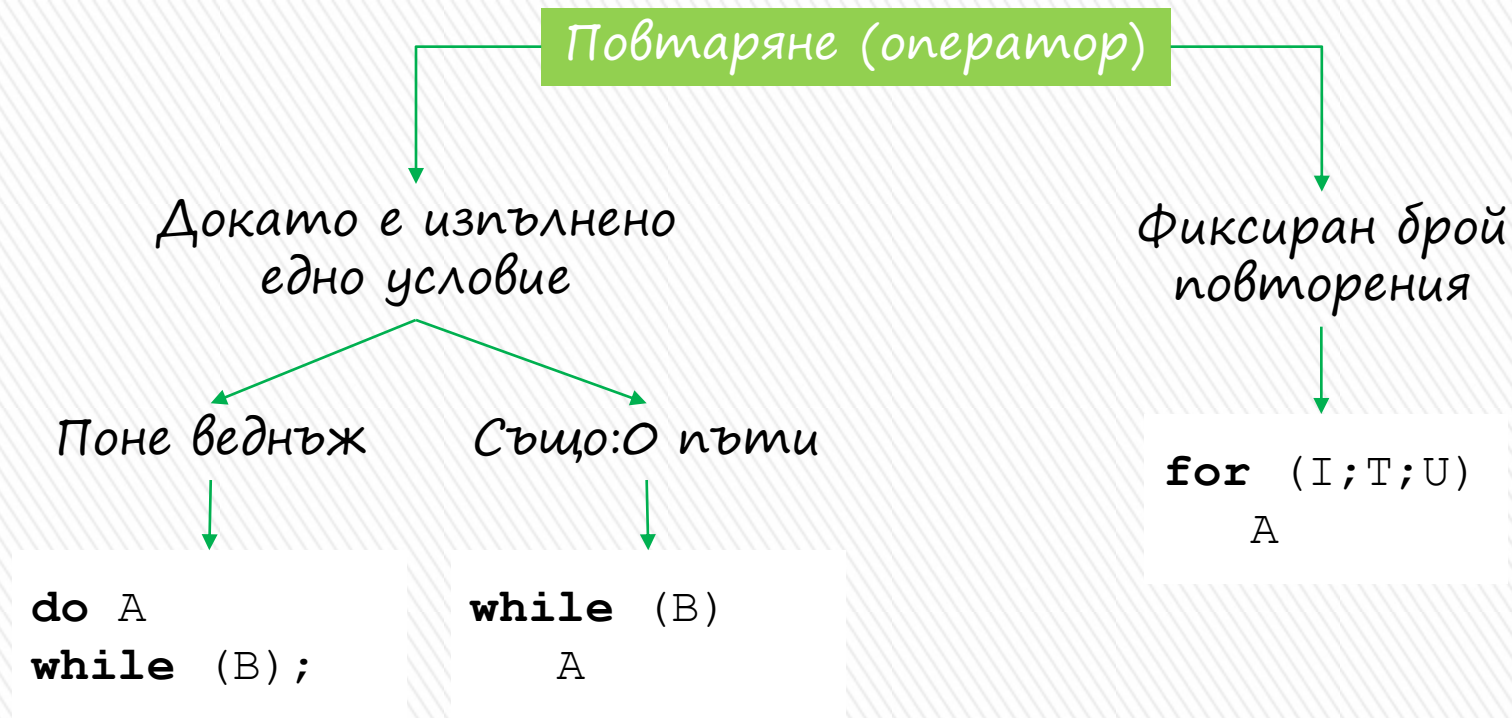 Повтаряне (оператор)
Докато е изпълнено
едно условие
Фиксиран брой
повторения
Поне веднъж
Също:0 пъти
for (I;T;U)
A
do A
while (B);
while (B)
A